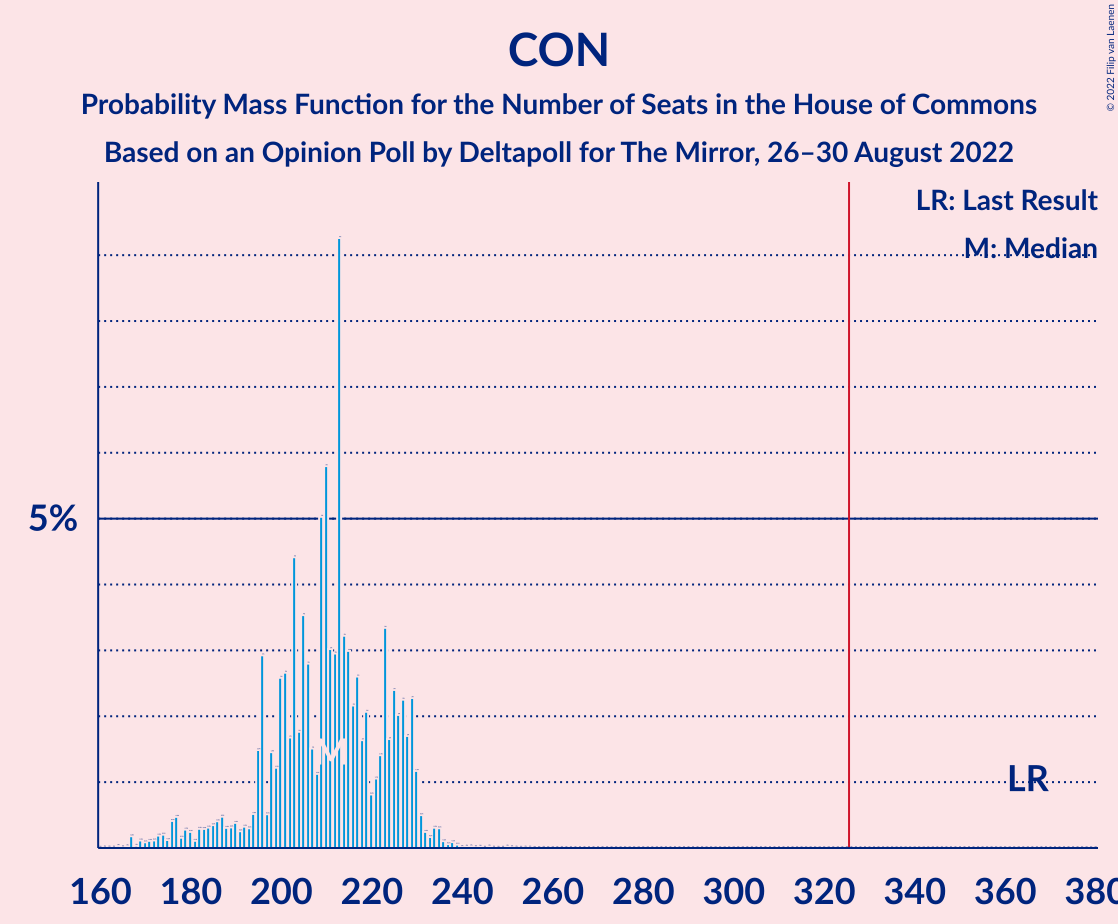 CON
Probability Mass Function for the Number of Seats in the House of Commons
Based on an Opinion Poll by Deltapoll for The Mirror, 26–30 August 2022
© 2022 Filip van Laenen
LR: Last Result
M: Median
5%
M
LR
160 180 200 220 240 260 280 300 320 340 360 380